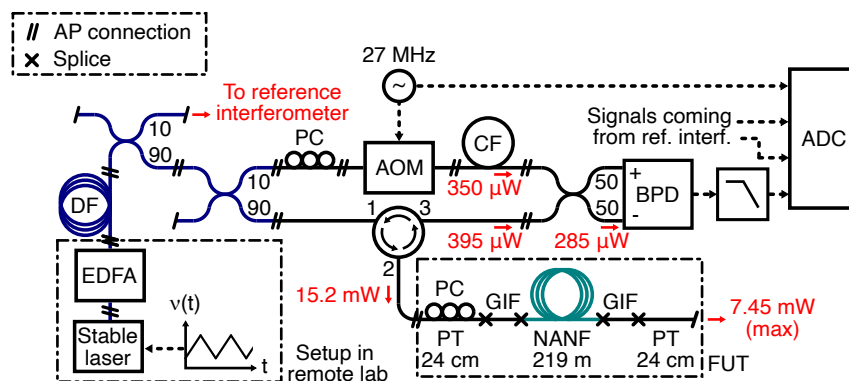 AP connection
Splice
27 MHz
~
To reference
interferometer
10
90
PC
AOM
CF
350 μW
Signals coming
from ref. interf.
ADC
10
90
DF
1
3
2
395 μW
50
50
+
-
BPD
285 μW
EDFA
Stable
laser
ν(t)
t
Setup in
remote lab
15.2 mW
PC
GIF
GIF
PT
24 cm
NANF
219 m
PT
24 cm
7.45 mW
(max)
FUT